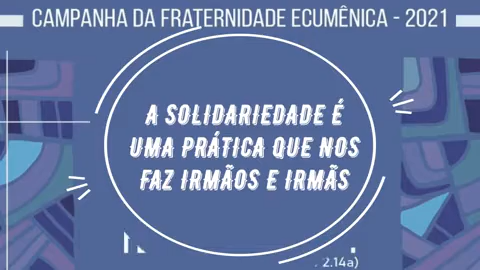 CAMPANHA DA FRATERNIDADE ECUMÊNICA - 2021
A SOLIDARIEDADE É
UMA PRÁTICA QUE NOS
FAZ IRMÃOS E IRMÃS
2.14a)